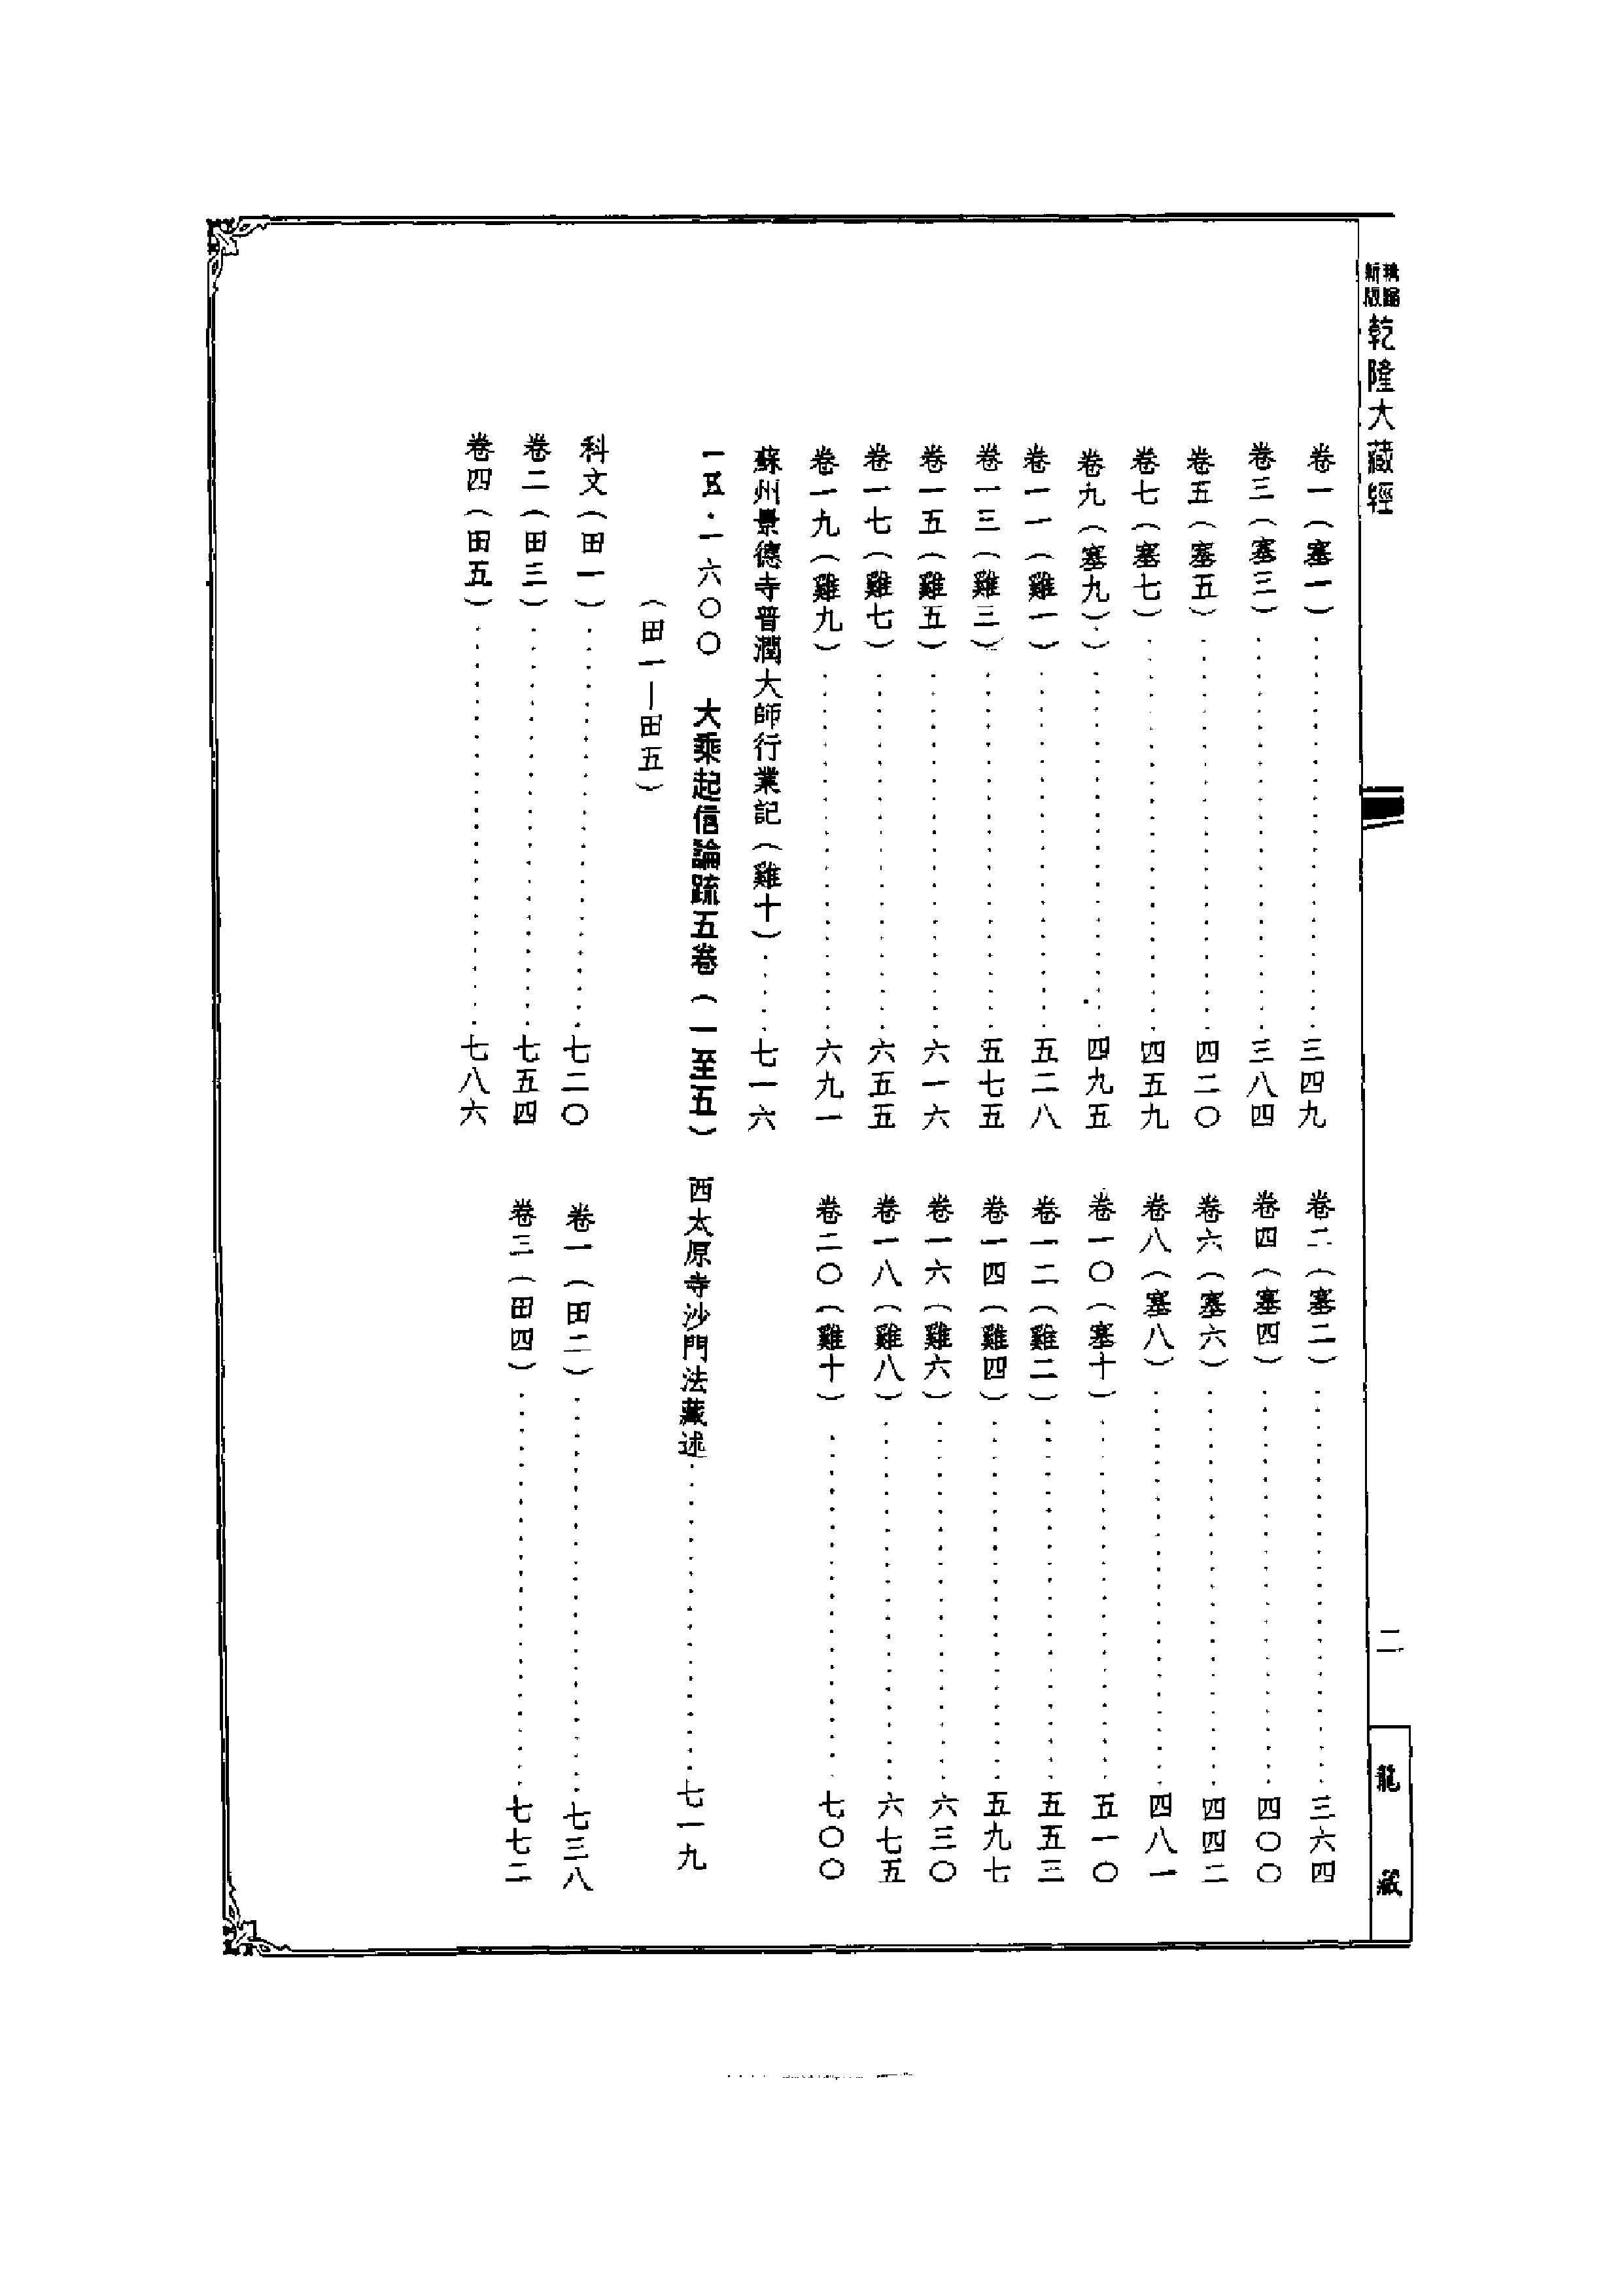 新版
乾隆大藏經
二
龍藏
卷一（塞一）三四九
卷二（塞二）三六四
卷三（塞三）三八四
卷四（塞四）四〇〇
卷五（塞五）四二〇
卷六（塞六）四四二
卷七（塞七）四五九
卷八（塞八）四八一
卷九（塞九）四九五
卷一〇（塞十）五一〇
卷一一（雞一）五二八
卷一二（雞二）五五三
卷一三（雞三）五七五
卷一四（雞四）五九七
卷一五（雞五）六一六
卷一六（雞六）六三〇
卷一七（雞七）六五五
卷一八（雞八）六七五
卷一九（雞九）六九一
卷二〇（雞十）七〇〇
蘇州景德寺普潤大師行業記（雞十）七一六
一五·一六〇〇 大乘起信論疏五卷（一至五） 西太原寺沙門法藏述七一九
（田一—田五）
科文（田一）七二〇
卷一（田二）七三八
卷二（田三）七五四
卷三（田四）七七二
卷四（田五）七八六